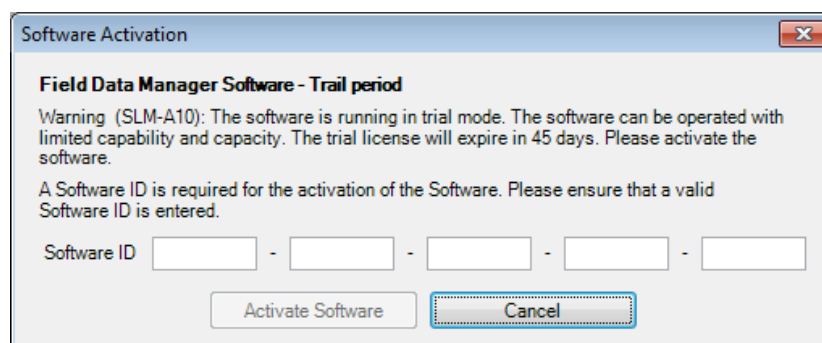 Software Activation
Field Data Manager Software - Trail period
Warning (SLM-A10): The software is running in trial mode. The software can be operated with
limited capability and capacity. The trial license will expire in 45 days. Please activate the
software.
A Software ID is required for the activation of the Software. Please ensure that a valid
Software ID is entered.
Software ID - - - -
Activate Software Cancel